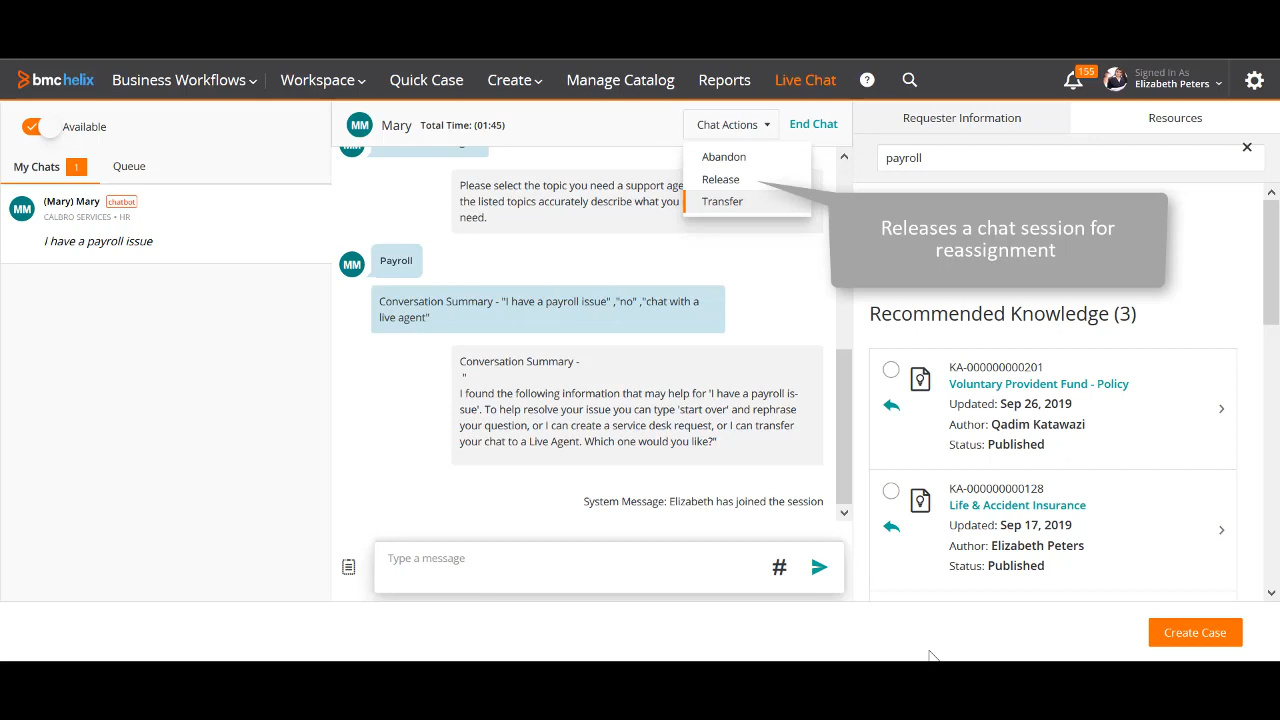 bmchelix
Business Workflows
Workspace
Quick Case
Create
Manage Catalog
Reports
Live Chat
?
155
Signed In As
Elizabeth Peters
Available
My Chats 1
Queue
MM
(Mary) Mary chatbot
CALBRO SERVICES • HR
I have a payroll issue
MM Mary Total Time: (01:45)
Chat Actions
End Chat
Abandon
Release
Transfer
Releases a chat session for
reassignment
MM
Please select the topic you need a support age
the listed topics accurately describe what you
need.
MM
Payroll
Conversation Summary - "I have a payroll issue" ,"no" ,"chat with a
live agent"
Conversation Summary -
"
I found the following information that may help for 'I have a payroll is-
sue'. To help resolve your issue you can type 'start over' and rephrase
your question, or I can create a service desk request, or I can transfer
your chat to a Live Agent. Which one would you like?"
System Message: Elizabeth has joined the session
Type a message
#
Requester Information
Resources
payroll
Recommended Knowledge (3)
KA-000000000201
Voluntary Provident Fund - Policy
Updated: Sep 26, 2019
Author: Qadim Katawazi
Status: Published
KA-000000000128
Life & Accident Insurance
Updated: Sep 17, 2019
Author: Elizabeth Peters
Status: Published
Create Case